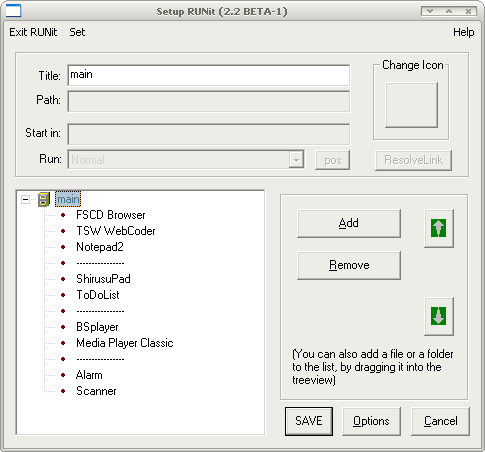 Setup RUNit (2.2 BETA-1)
Exit RUNit Set Help
Title: main
Change Icon
Path:
Start in:
Run: Normal pos ResolveLink
main
FSCD Browser
TSW WebCoder
Notepad2
---------------
ShirusuPad
ToDoList
---------------
BSplayer
Media Player Classic
---------------
Alarm
Scanner
Add
Remove
(You can also add a file or a folder
to the list, by dragging it into the
treeview)
SAVE Options Cancel